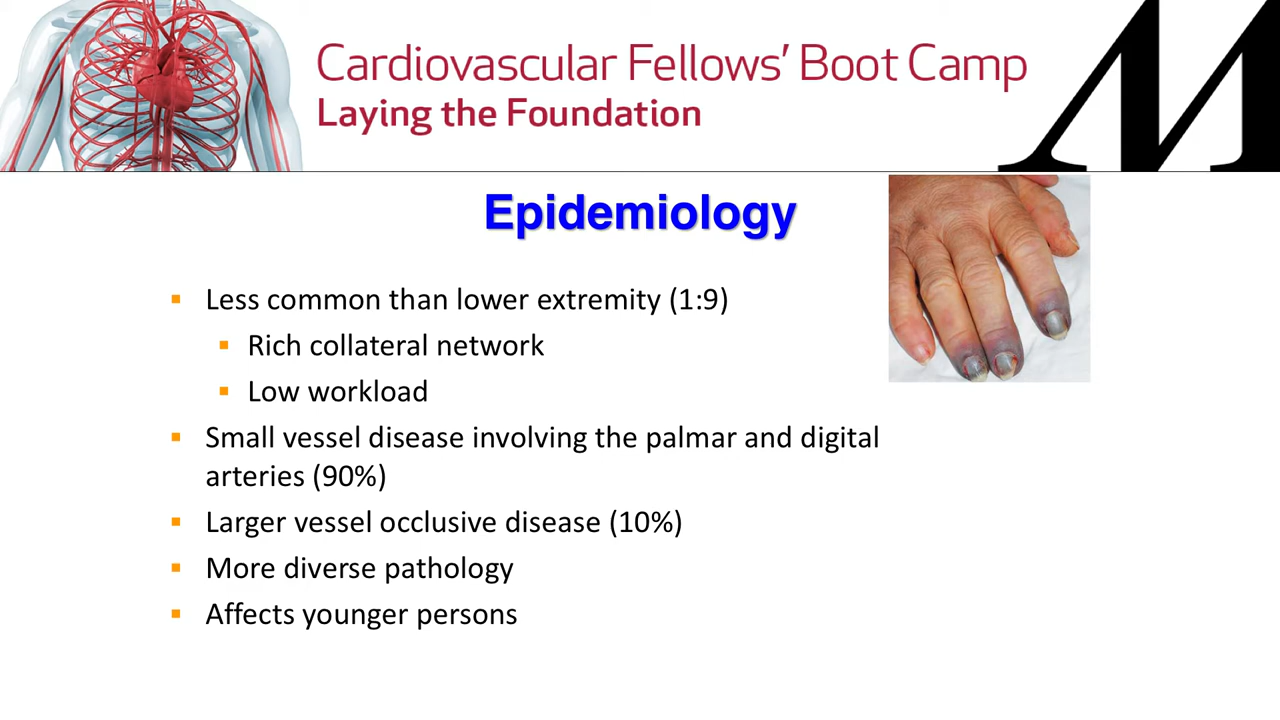 Cardiovascular Fellows’ Boot Camp
Laying the Foundation
M
Epidemiology
▪ Less common than lower extremity (1:9)
▪ Rich collateral network
▪ Low workload
▪ Small vessel disease involving the palmar and digital
arteries (90%)
▪ Larger vessel occlusive disease (10%)
▪ More diverse pathology
▪ Affects younger persons